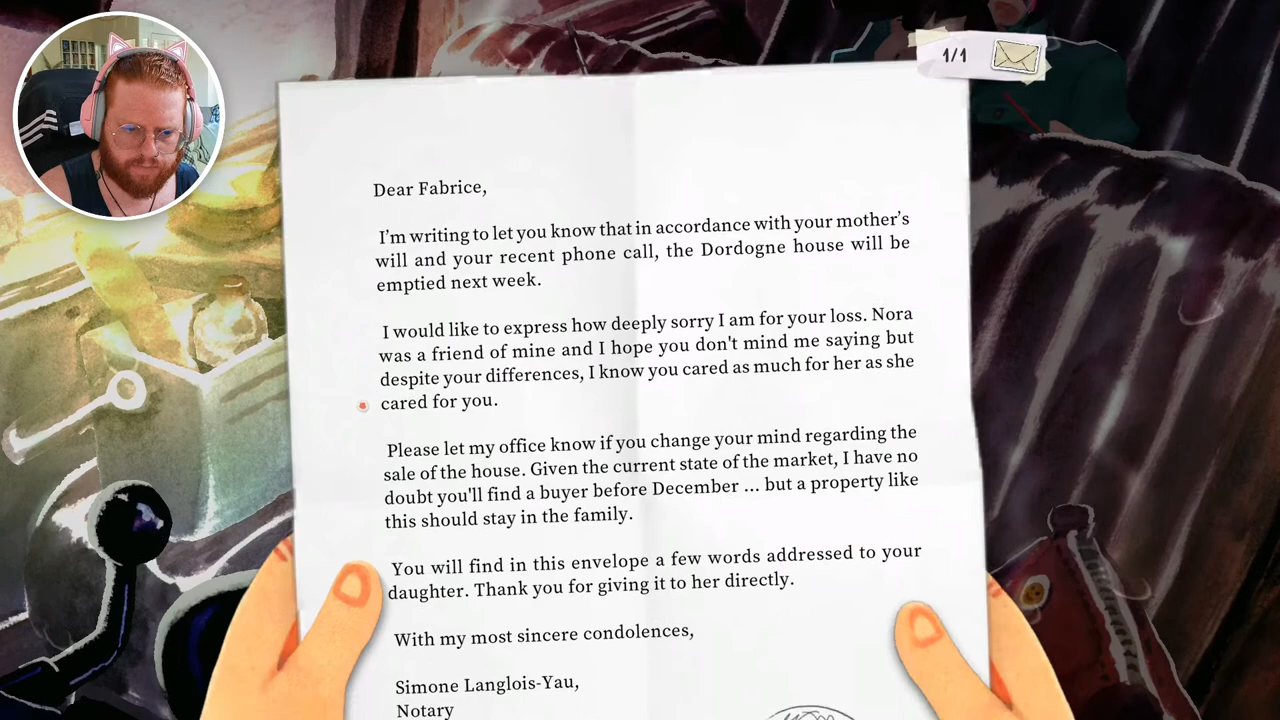 1/1
Dear Fabrice,
I'm writing to let you know that in accordance with your mother's
will and your recent phone call, the Dordogne house will be
emptied next week.
I would like to express how deeply sorry I am for your loss. Nora
was a friend of mine and I hope you don't mind me saying but
despite your differences, I know you cared as much for her as she
cared for you.
Please let my office know if you change your mind regarding the
sale of the house. Given the current state of the market, I have no
doubt you'll find a buyer before December ... but a property like
this should stay in the family.
You will find in this envelope a few words addressed to your
daughter. Thank you for giving it to her directly.
With my most sincere condolences,
Simone Langlois-Yau,
Notary